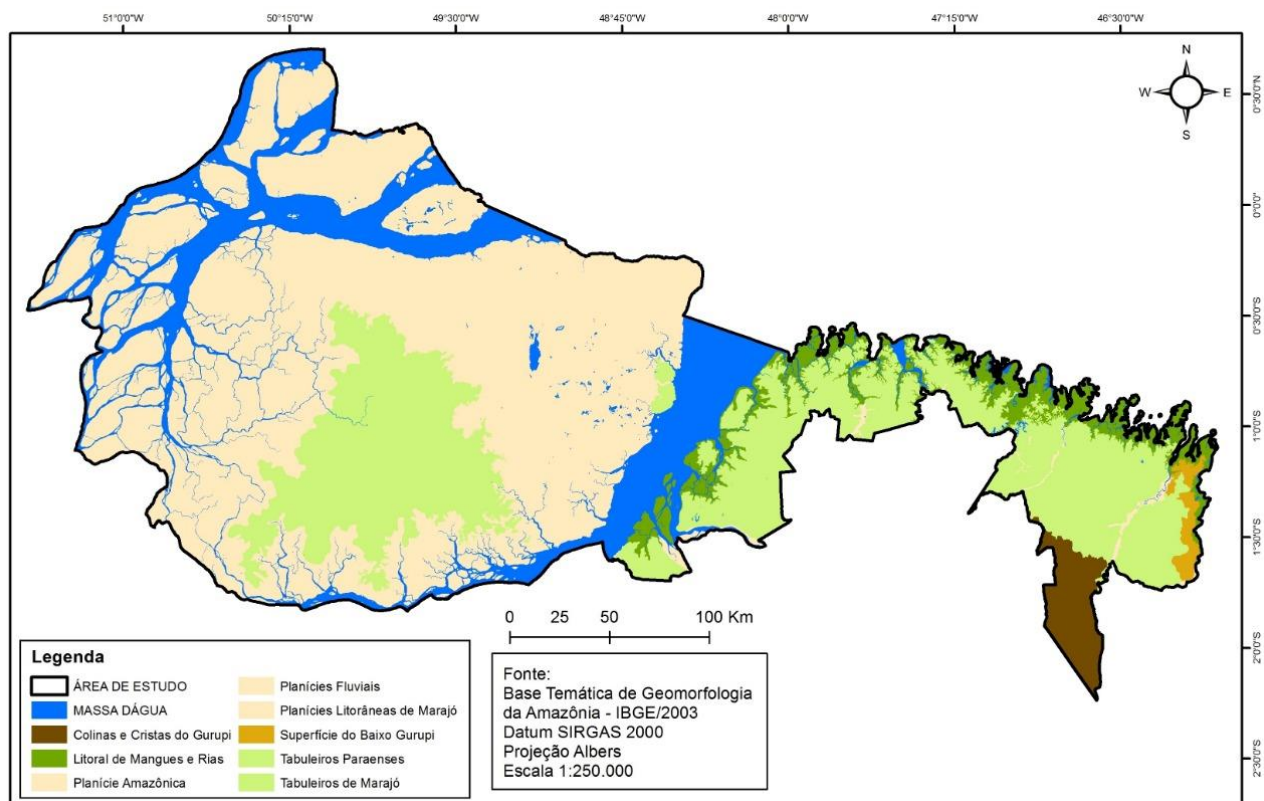 51°0'0"W 50°15'0"W 49°30'0"W 48°45'0"W 48°0'0"W 47°15'0"W 46°30'0"W
N
W E
S
0°30'0"N
0°0'0"
0°30'0"S
1°0'0"S
1°30'0"S
2°0'0"S
2°30'0"S
0 25 50 100 Km
Legenda
ÁREA DE ESTUDO
MASSA DÁGUA
Colinas e Cristas do Gurupi
Litoral de Mangues e Rias
Planície Amazônica
Planícies Fluviais
Planícies Litorâneas de Marajó
Superfície do Baixo Gurupi
Tabuleiros Paraenses
Tabuleiros de Marajó
Fonte:
Base Temática de Geomorfologia
da Amazônia - IBGE/2003
Datum SIRGAS 2000
Projeção Albers
Escala 1:250.000